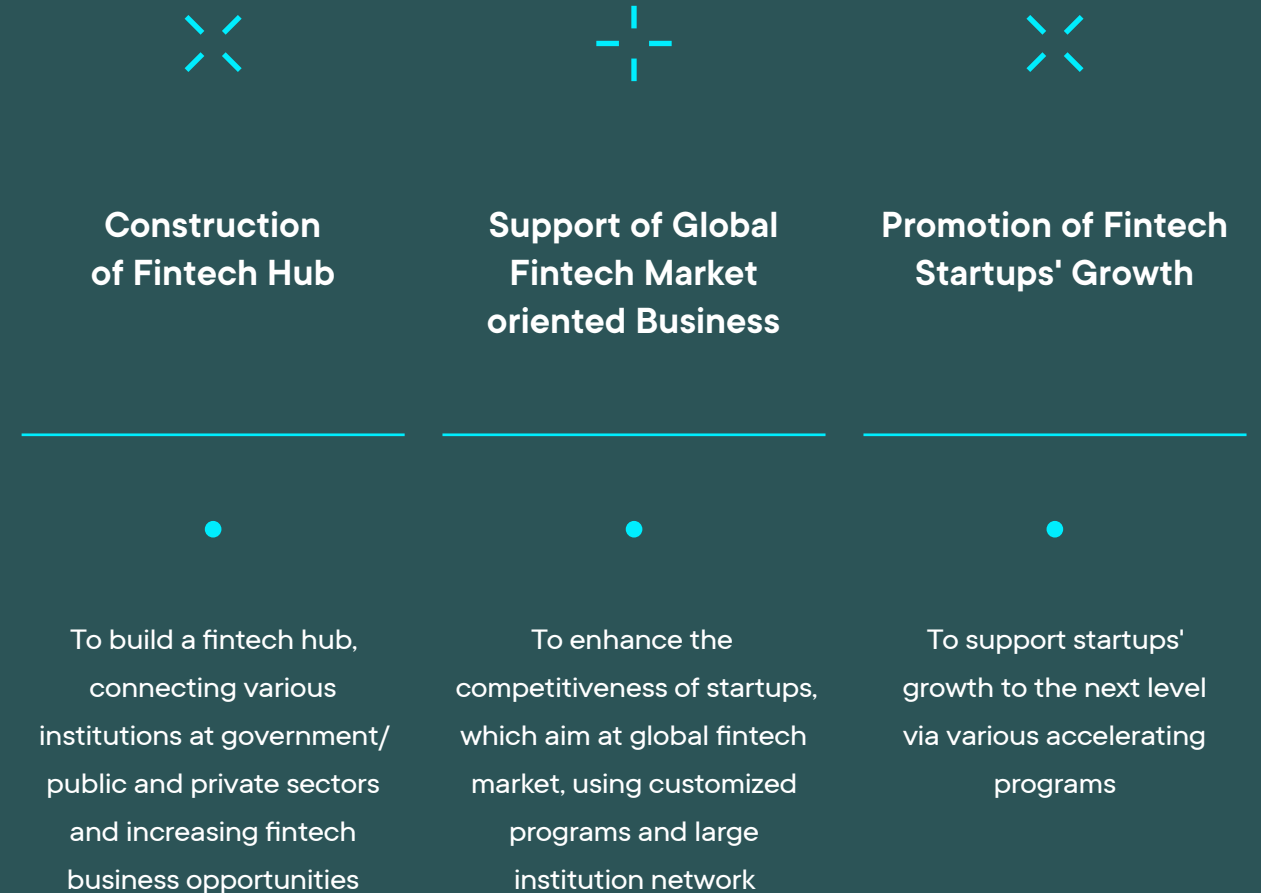 Construction
of Fintech Hub
Support of Global
Fintech Market
oriented Business
Promotion of Fintech
Startups' Growth
To build a fintech hub,
connecting various
institutions at government/
public and private sectors
and increasing fintech
business opportunities
To enhance the
competitiveness of startups,
which aim at global fintech
market, using customized
programs and large
institution network
To support startups'
growth to the next level
via various accelerating
programs